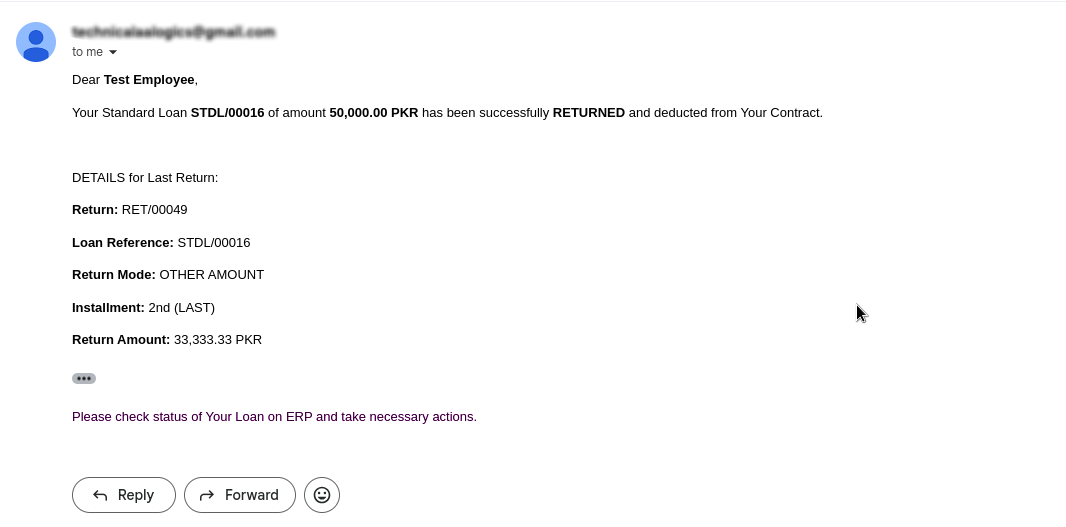 to me
Dear Test Employee,
Your Standard Loan STDL/00016 of amount 50,000.00 PKR has been successfully RETURNED and deducted from Your Contract.
DETAILS for Last Return:
Return: RET/00049
Loan Reference: STDL/00016
Return Mode: OTHER AMOUNT
Installment: 2nd (LAST)
Return Amount: 33,333.33 PKR
Please check status of Your Loan on ERP and take necessary actions.
Reply Forward